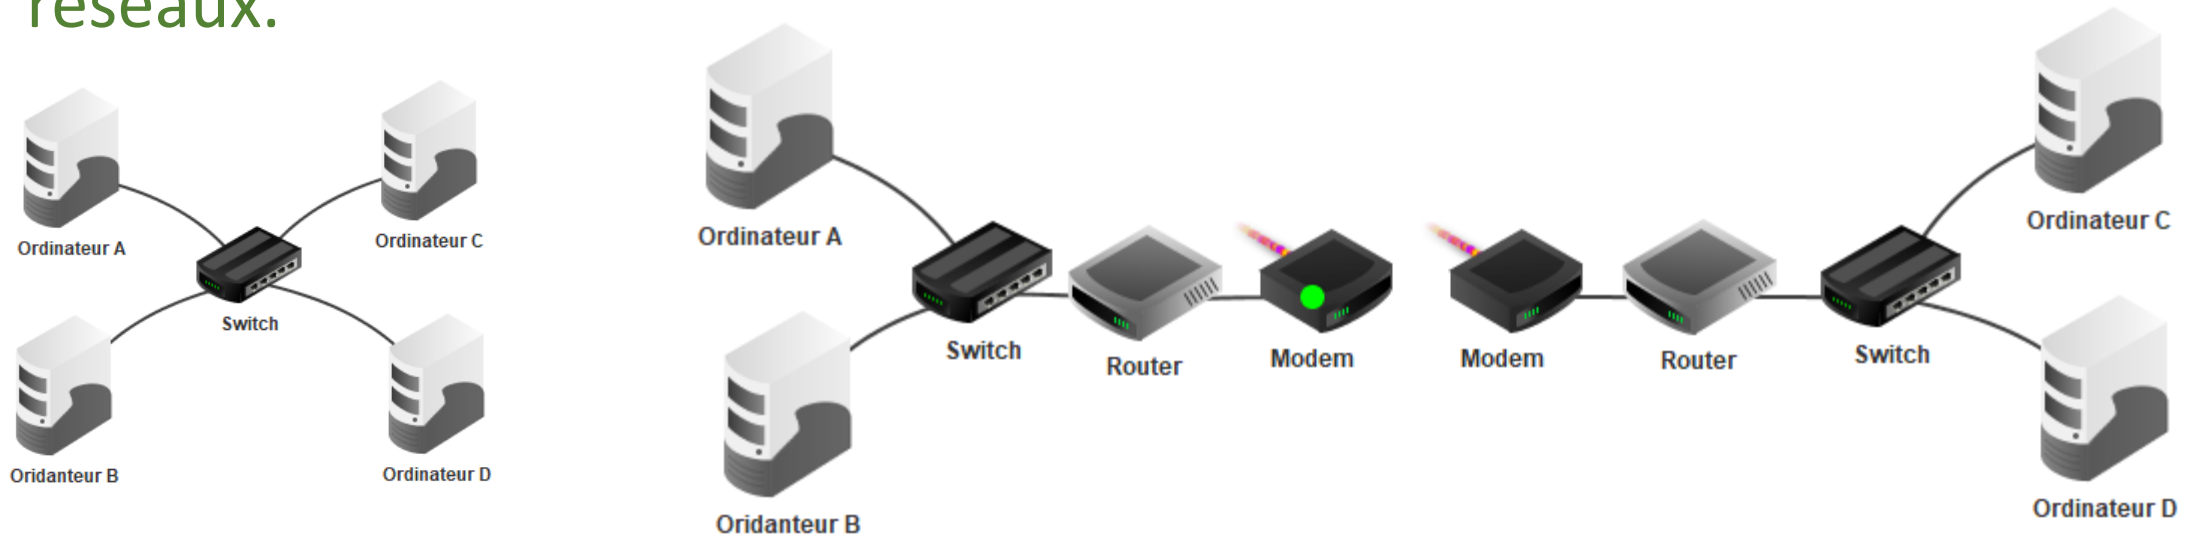 réseaux.
Ordinateur A
Ordinateur C
Switch
Oridanteur B
Ordinateur D
Ordinateur A
Ordinateur C
Switch
Router
Modem
Modem
Router
Switch
Oridanteur B
Ordinateur D